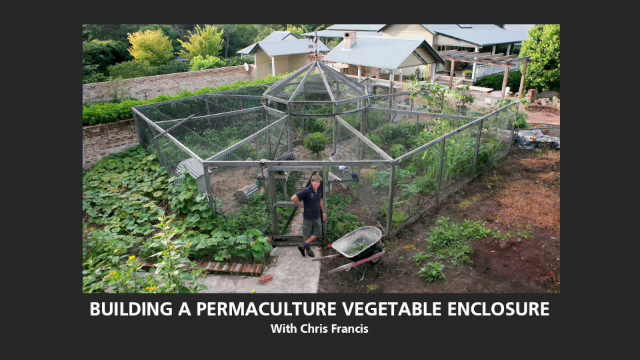 BUILDING A PERMACULTURE VEGETABLE ENCLOSURE
With Chris Francis